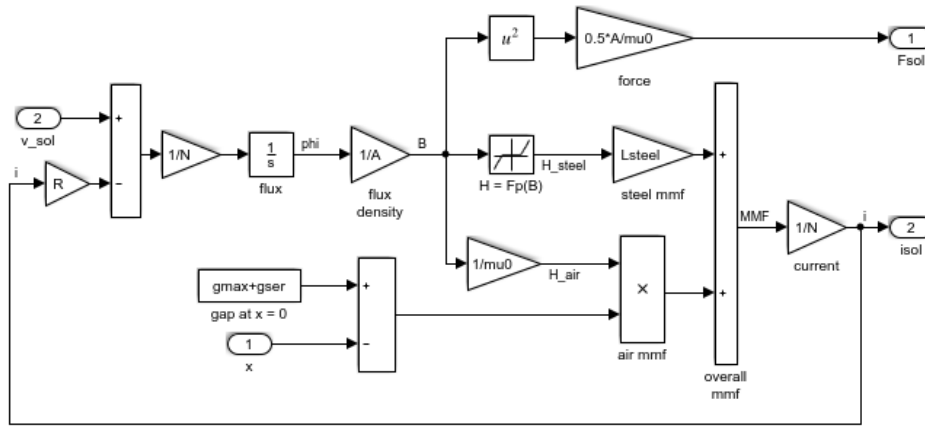 u²
0.5*A/mu0
1
Fsol
force
2
v_sol
+
−
i
R
1/N
1
s
flux
phi
1/A
flux
density
B
H_steel
H = Fp(B)
Lsteel
steel mmf
+
+
overall
mmf
MMF
1/N
current
i
2
isol
1/mu0
H_air
×
air mmf
gmax+gser
gap at x = 0
+
−
1
x